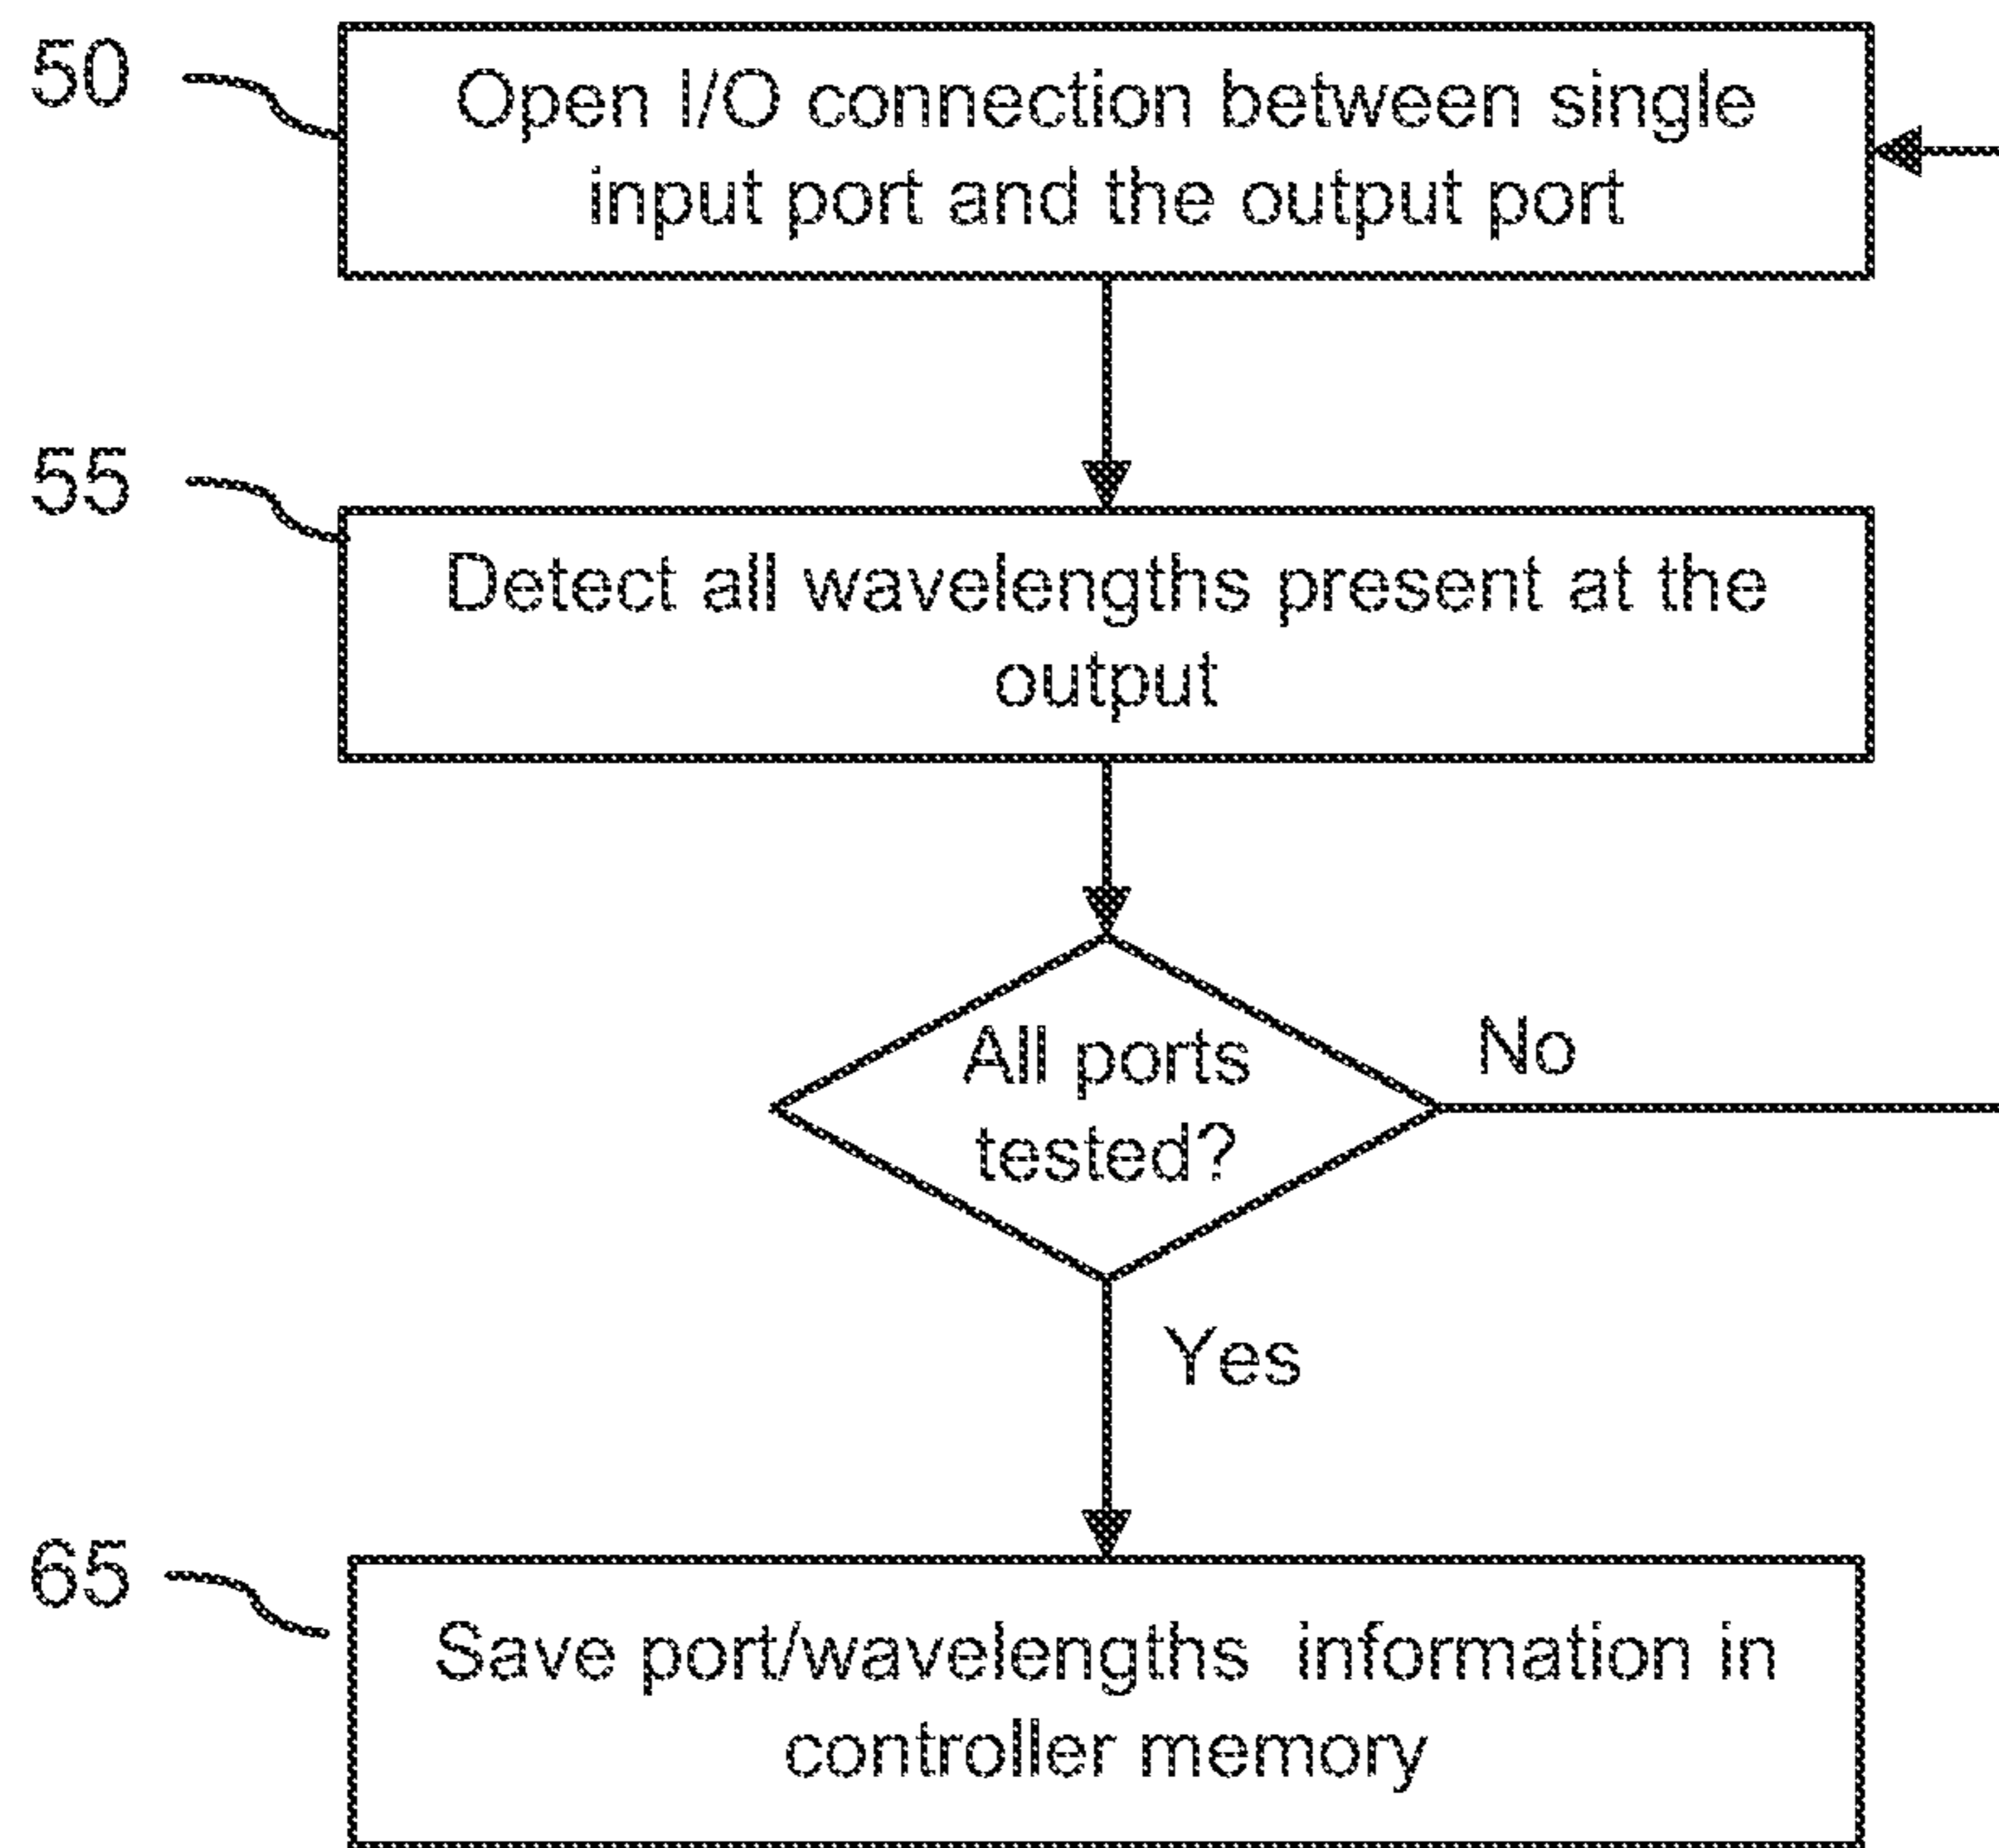 50
Open I/O connection between single
input port and the output port
55
Detect all wavelengths present at the
output
All ports
tested?
No
Yes
65
Save port/wavelengths information in
controller memory